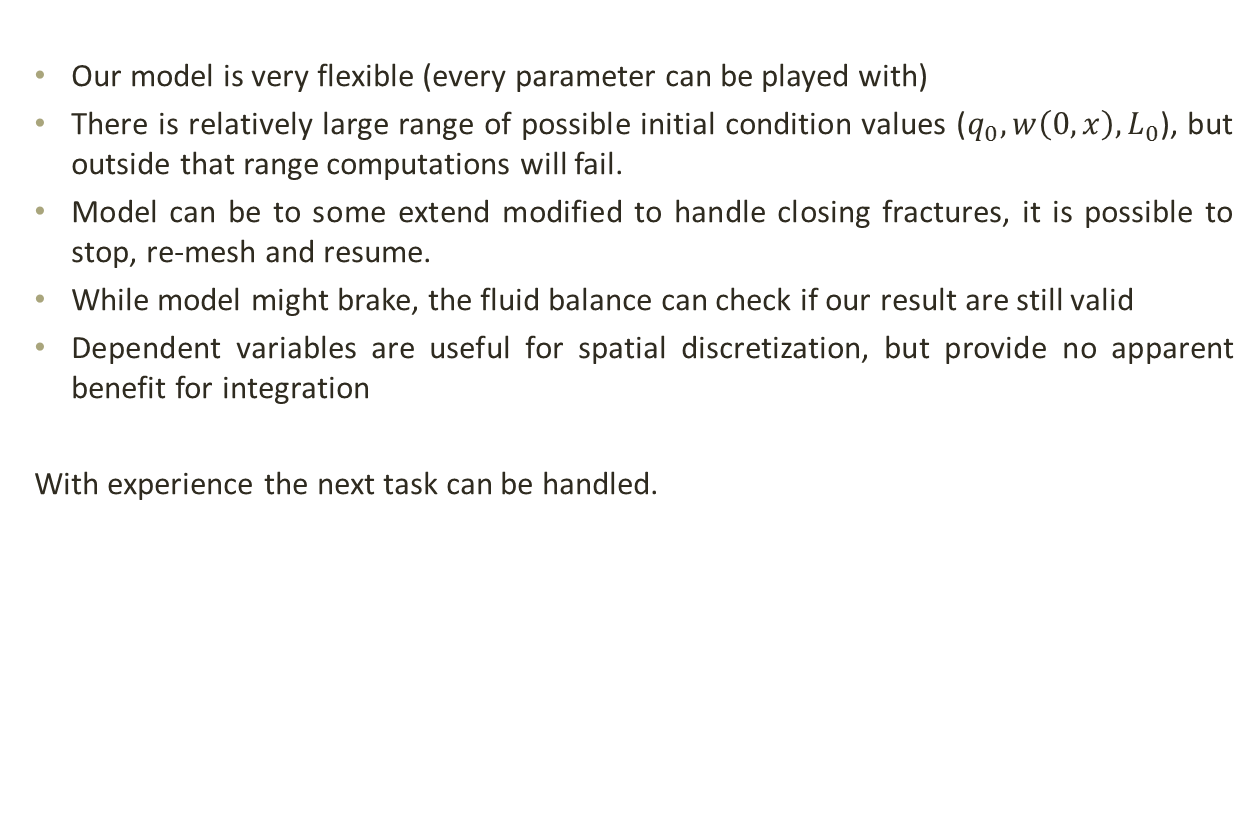 • Our model is very flexible (every parameter can be played with)
• There is relatively large range of possible initial condition values (q₀, w(0, x), L₀), but
outside that range computations will fail.
• Model can be to some extend modified to handle closing fractures, it is possible to
stop, re-mesh and resume.
• While model might brake, the fluid balance can check if our result are still valid
• Dependent variables are useful for spatial discretization, but provide no apparent
benefit for integration
With experience the next task can be handled.